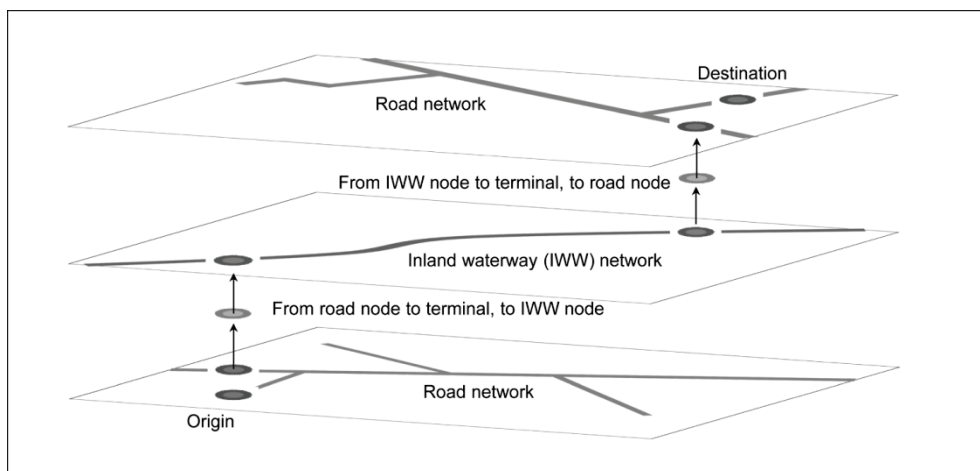 Destination
Road network
From IWW node to terminal, to road node
Inland waterway (IWW) network
From road node to terminal, to IWW node
Road network
Origin